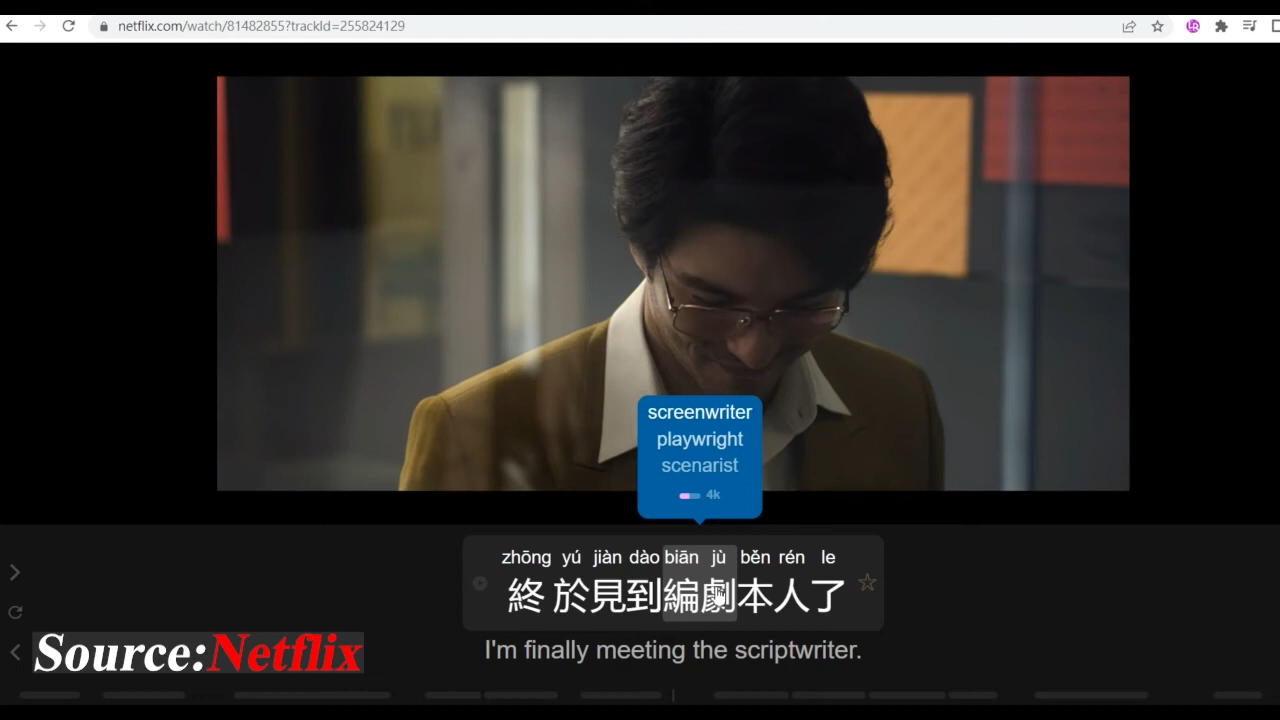 netflix.com/watch/81482855?trackId=255824129
screenwriter
playwright
scenarist
4k
zhōng yú jiàn dào biān jù běn rén le
終於見到編劇本人了
I'm finally meeting the scriptwriter.
Source:Netflix